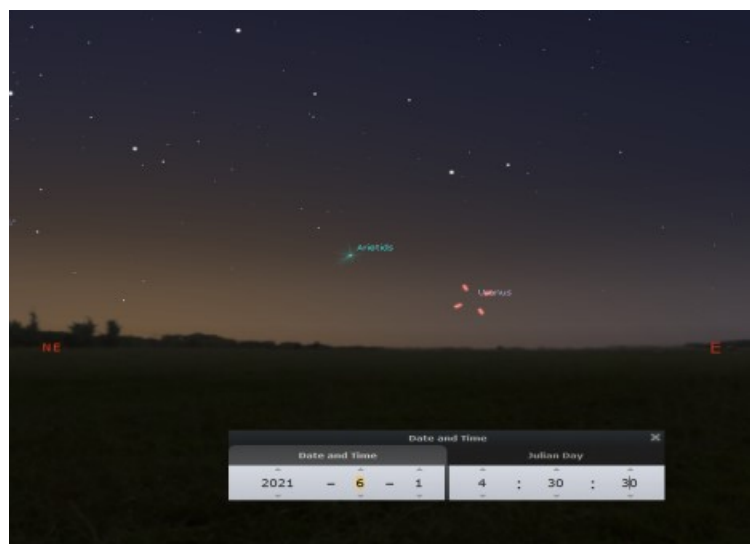 Arietids
Uranus
NE
E
Date and Time
Date and Time
Julian Day
2021 - 6 - 1 4 : 30 : 30